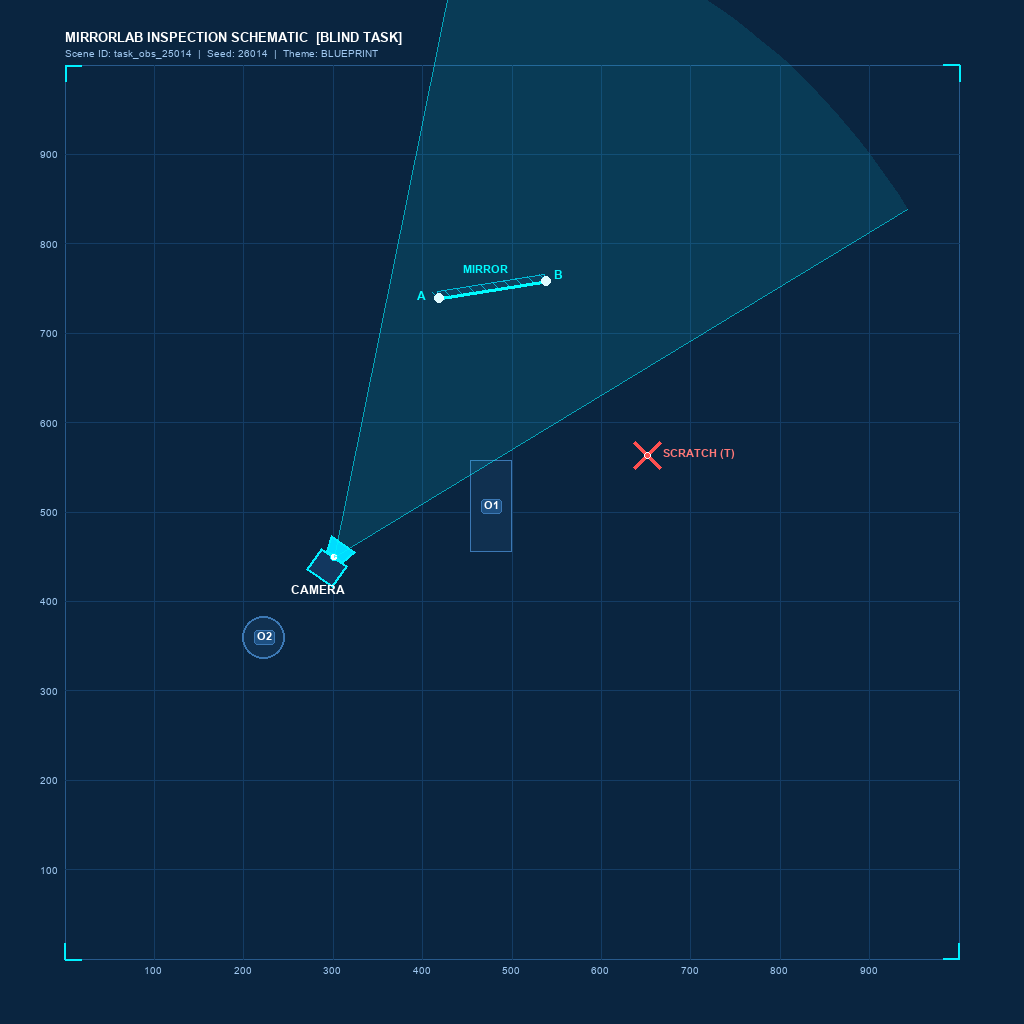 MIRRORLAB INSPECTION SCHEMATIC [BLIND TASK]
Scene ID: task_obs_25014 | Seed: 26014 | Theme: BLUEPRINT
900
800
MIRROR
B
A
700
600
SCRATCH (T)
500
O1
400
CAMERA
O2
300
200
100
100 200 300 400 500 600 700 800 900